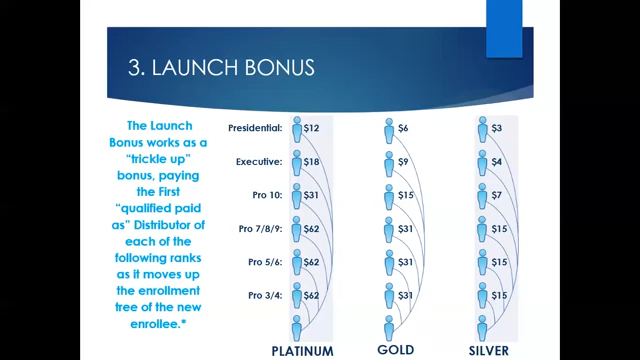 3. LAUNCH BONUS
The Launch
Bonus works as a
“trickle up”
bonus, paying the
the First
“qualified paid
as” Distributor of
each of the
following ranks
as it moves up
the enrollment
tree of the new
enrollee.*
Presidential: $12 $6 $3
Executive: $18 $9 $4
Pro 10: $31 $15 $7
Pro 7/8/9: $62 $31 $15
Pro 5/6: $62 $31 $15
Pro 3/4: $62 $31 $15
PLATINUM GOLD SILVER